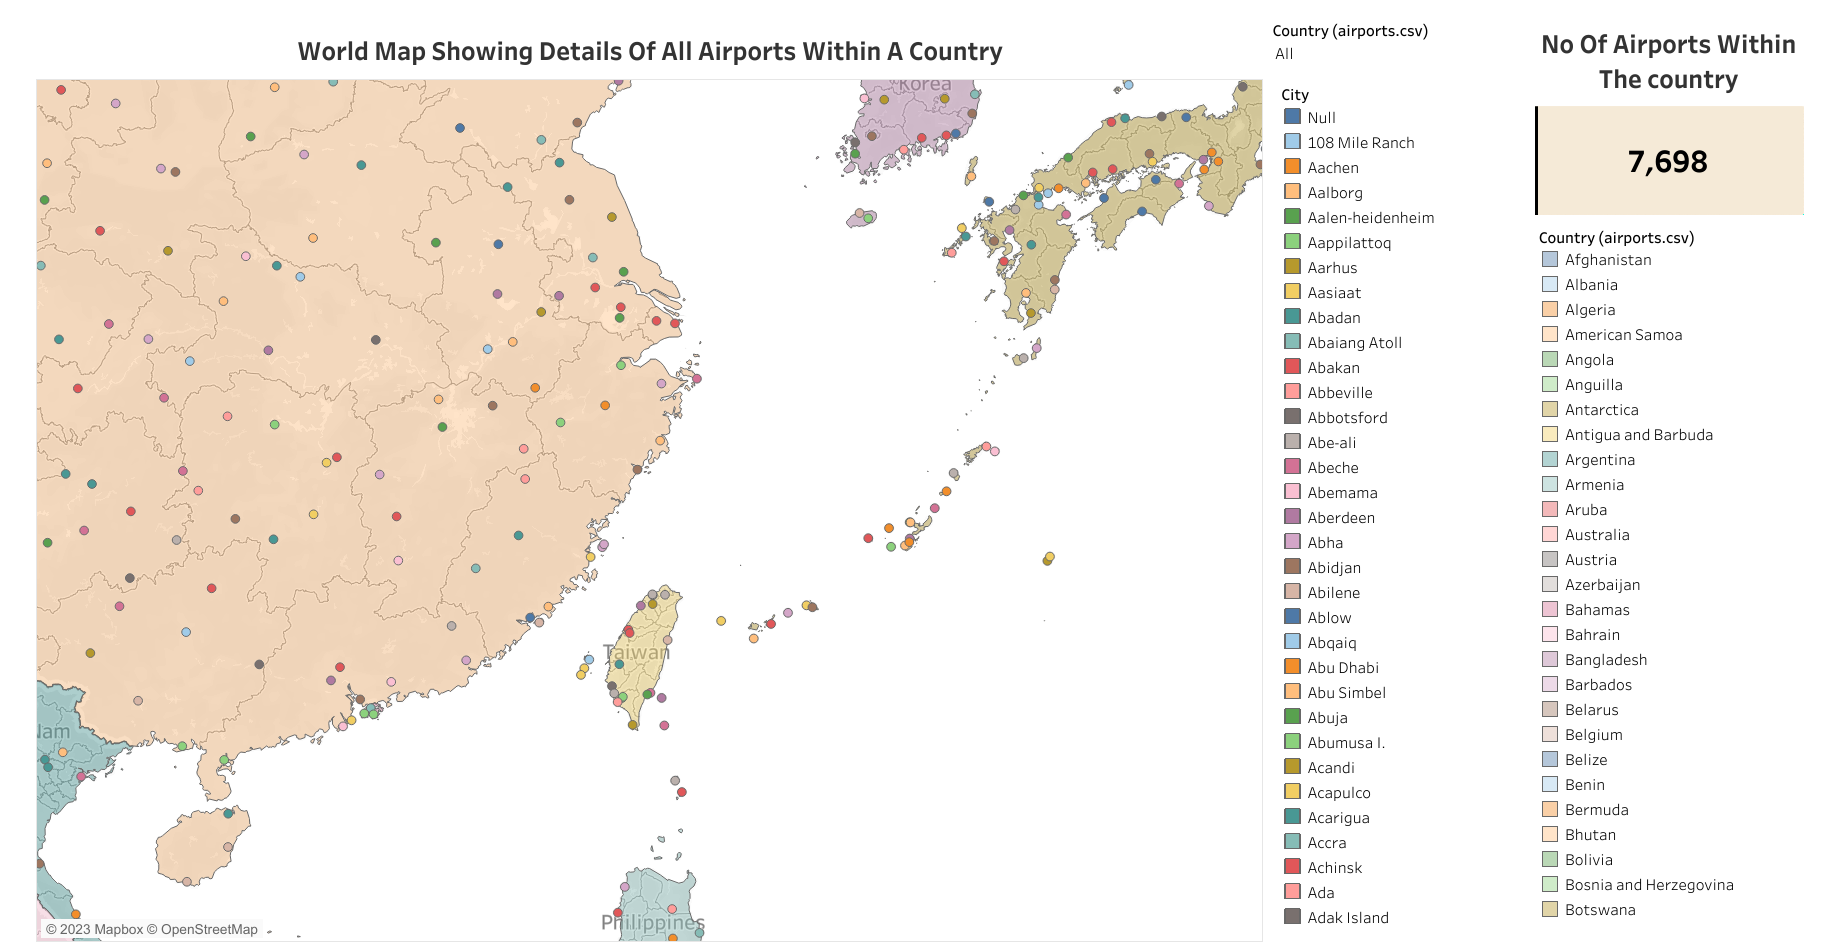 World Map Showing Details Of All Airports Within A Country
Korea
Taiwan
Nam
Philippines
© 2023 Mapbox © OpenStreetMap
Country (airports.csv)
All
City
Null
108 Mile Ranch
Aachen
Aalborg
Aalen-heidenheim
Aappilattoq
Aarhus
Aasiaat
Abadan
Abaiang Atoll
Abakan
Abbeville
Abbotsford
Abe-ali
Abeche
Abemama
Aberdeen
Abha
Abidjan
Abilene
Ablow
Abqaiq
Abu Dhabi
Abu Simbel
Abuja
Abumusa I.
Acandi
Acapulco
Acarigua
Accra
Achinsk
Ada
Adak Island
No Of Airports Within
The country
7,698
Country (airports.csv)
Afghanistan
Albania
Algeria
American Samoa
Angola
Anguilla
Antarctica
Antigua and Barbuda
Argentina
Armenia
Aruba
Australia
Austria
Azerbaijan
Bahamas
Bahrain
Bangladesh
Barbados
Belarus
Belgium
Belize
Benin
Bermuda
Bhutan
Bolivia
Bosnia and Herzegovina
Botswana